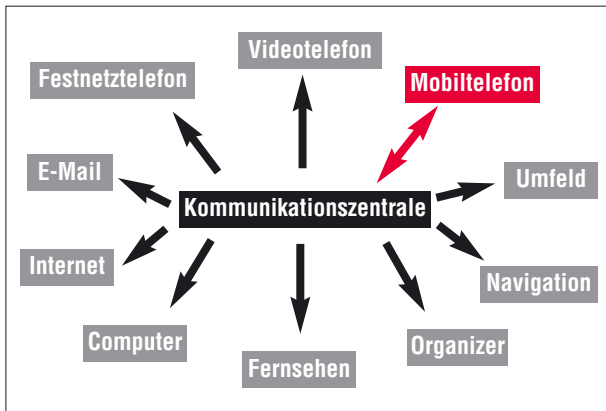 Videotelefon
Festnetztelefon
Mobiltelefon
E-Mail
Umfeld
Kommunikationszentrale
Internet
Navigation
Computer
Organizer
Fernsehen